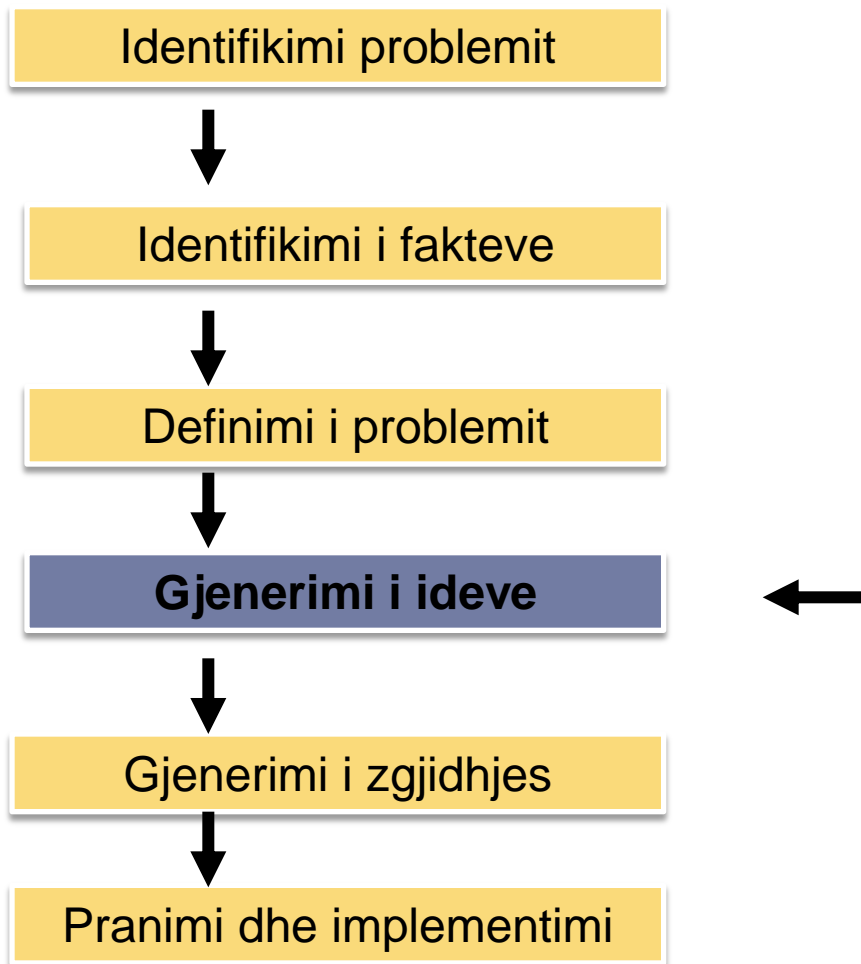 Identifikimi problemit
Identifikimi i fakteve
Definimi i problemit
Gjenerimi i ideve
Gjenerimi i zgjidhjes
Pranimi dhe implementimi